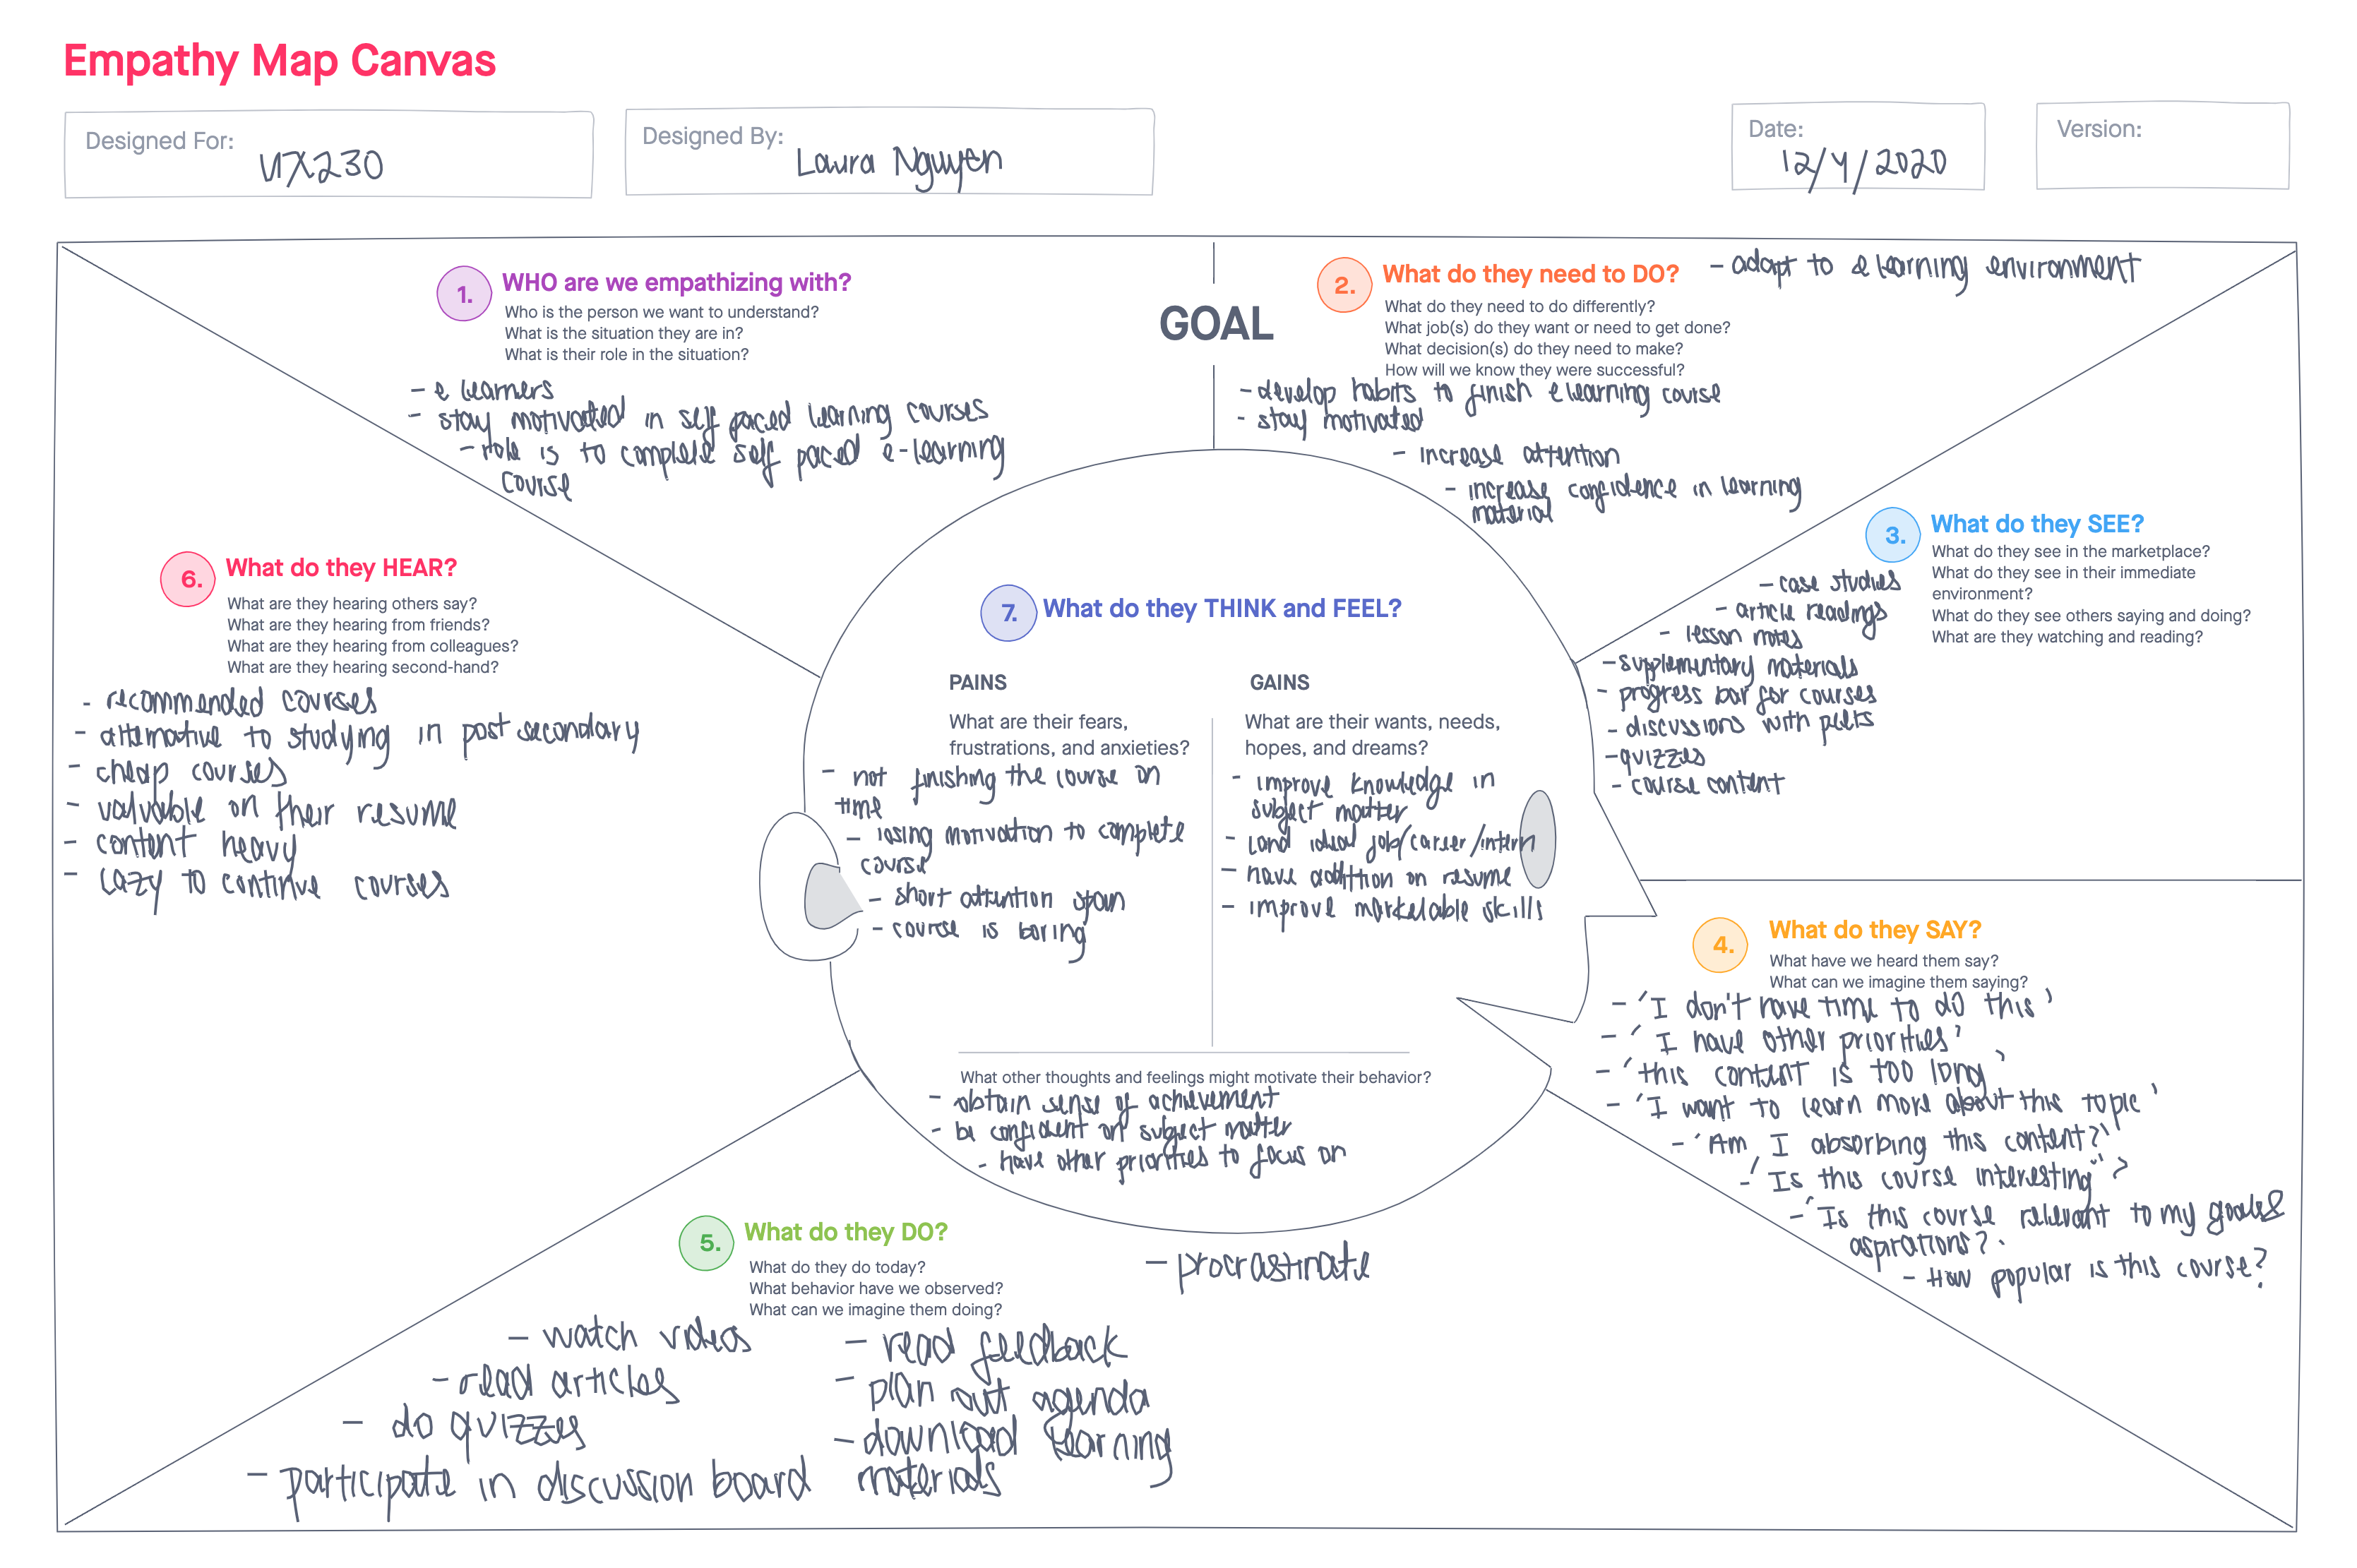 Empathy Map Canvas
Designed For:
UX230
Designed By:
Laura Nguyen
Date:
12/4/2020
Version:
GOAL
1.
WHO are we empathizing with?
Who is the person we want to understand?
What is the situation they are in?
What is their role in the situation?
- e learners
- stay motivated in self paced learning courses
- role is to complete self paced e-learning
course
2.
What do they need to DO?
- adapt to e learning environment
What do they need to do differently?
What job(s) do they want or need to get done?
What decision(s) do they need to make?
How will we know they were successful?
- develop habits to finish elearning course
- stay motivated
- increase attention
- increase confidence in learning
material
3.
What do they SEE?
What do they see in the marketplace?
What do they see in their immediate
environment?
What do they see others saying and doing?
What are they watching and reading?
- case studies
- article readings
- lesson notes
- supplementary materials
- progress bar for courses
- discussions with peers
- quizzes
- course content
4.
What do they SAY?
What have we heard them say?
What can we imagine them saying?
- 'I don't have time to do this'
- 'I have other priorities'
- 'this content is too long'
- 'I want to learn more about this topic'
- 'Am I absorbing this content?'
- 'Is this course interesting"?
- 'Is this course relevant to my goals &
aspirations?.
- How popular is this course?
5.
What do they DO?
What do they do today?
What behavior have we observed?
What can we imagine them doing?
- watch videos
- read articles
- do quizzes
- participate in discussion board
- read feedback
- plan out agenda
- download learning
materials
- procrastinate
6.
What do they HEAR?
What are they hearing others say?
What are they hearing from friends?
What are they hearing from colleagues?
What are they hearing second-hand?
- recommended courses
- alternative to studying in post secondary
- cheap courses
- valuable on their resume
- content heavy
- lazy to continue courses
7.
What do they THINK and FEEL?
PAINS
What are their fears,
frustrations, and anxieties?
- not finishing the course on
time
- losing motivation to complete
course
- short attention span
- course is boring
GAINS
What are their wants, needs,
hopes, and dreams?
- improve knowledge in
subject matter
- land ideal job/career/intern
- have addition on resume
- improve marketable skills
What other thoughts and feelings might motivate their behavior?
- obtain sense of achievement
- be confident on subject matter
- have other priorities to focus on